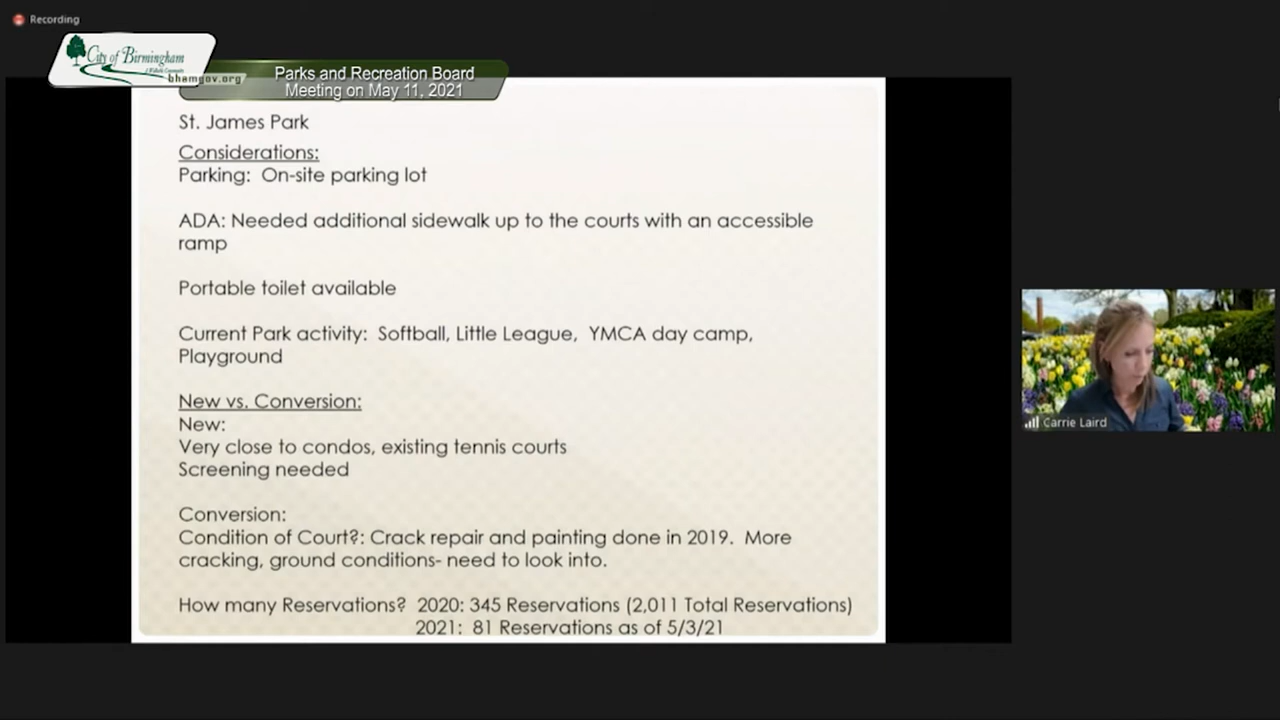 Recording
City of Birmingham
A Walkable Community
bhamgov.org
Parks and Recreation Board
Meeting on May 11, 2021
St. James Park
Considerations:
Parking: On-site parking lot
ADA: Needed additional sidewalk up to the courts with an accessible
ramp
Portable toilet available
Current Park activity: Softball, Little League, YMCA day camp,
Playground
New vs. Conversion:
New:
Very close to condos, existing tennis courts
Screening needed
Conversion:
Condition of Court?: Crack repair and painting done in 2019. More
cracking, ground conditions- need to look into.
How many Reservations? 2020: 345 Reservations (2,011 Total Reservations)
2021: 81 Reservations as of 5/3/21
Carrie Laird